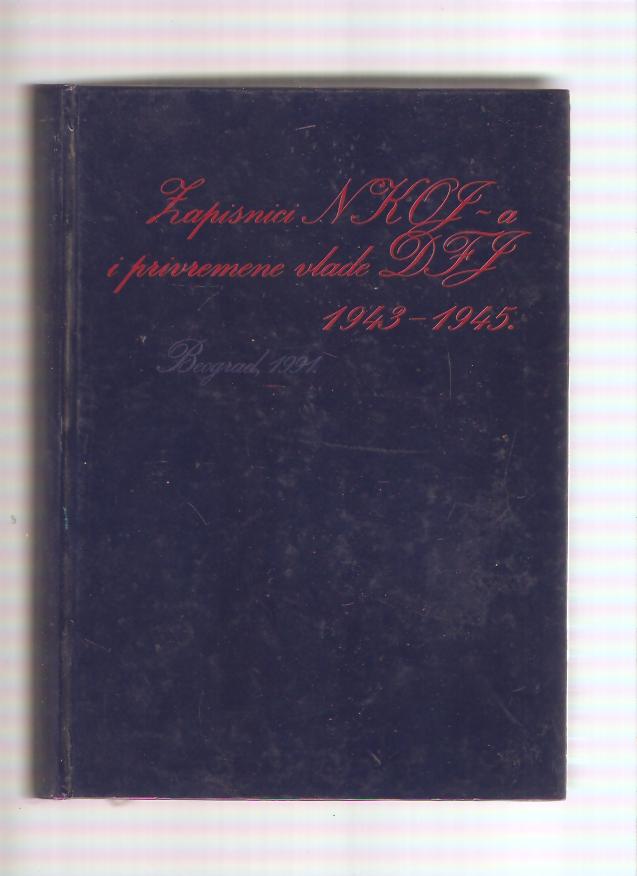 Zapisnici NKOJ-a
i privremene vlade DFJ
1943-1945.
Beograd, 1991.